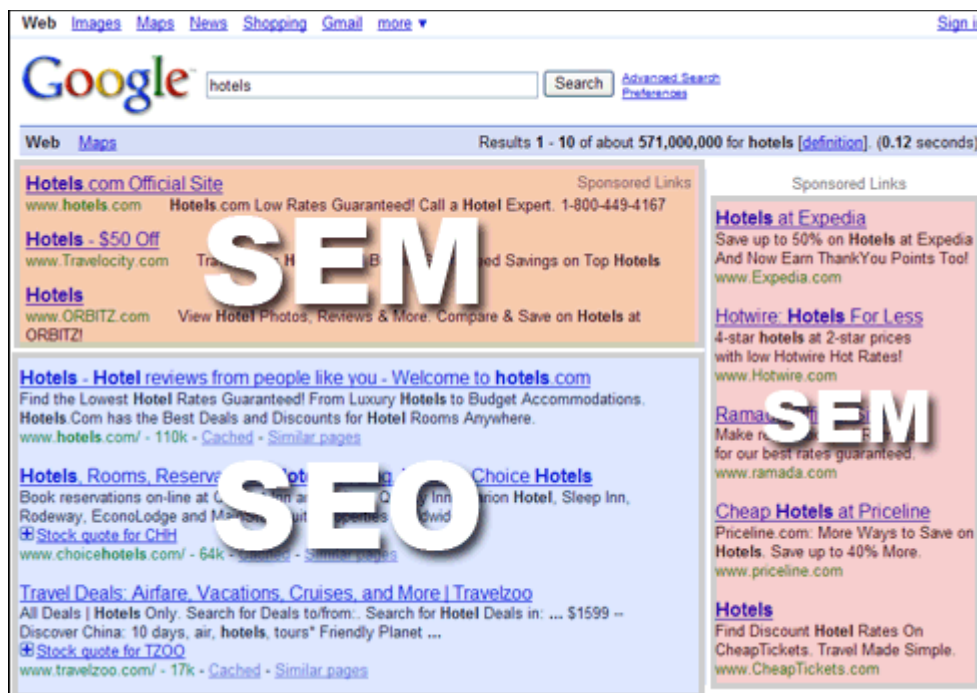 Web Images Maps News Shopping Gmail more ▼ Sign i
Google hotels Search Advanced Search
Preferences
Web Maps Results 1 - 10 of about 571,000,000 for hotels [definition]. (0.12 seconds)
Hotels.com Official Site Sponsored Links
www.hotels.com Hotels.com Low Rates Guaranteed! Call a Hotel Expert. 1-800-449-4167
Hotels - $50 Off
www.Travelocity.com Savings on Top Hotels
Hotels
www.ORBITZ.com View Hotel Photos, Reviews & More. Compare & Save on Hotels at
ORBITZ!
SEM
Hotels - Hotel reviews from people like you - Welcome to hotels.com
Find the Lowest Hotel Rates Guaranteed! From Luxury Hotels to Budget Accommodations.
Hotels.Com has the Best Deals and Discounts for Hotel Rooms Anywhere.
www.hotels.com/ - 110k - Cached - Similar pages
Hotels, Rooms, Choice Hotels
Book reservations on-line at Hotel, Sleep Inn,
Rodeway, EconoLodge and
Stock quote for CHH
www.choicehotels.com/ - 64k - Cached - Similar pages
SEO
Travel Deals: Airfare, Vacations, Cruises, and More | Travelzoo
All Deals | Hotels Only. Search for Deals to/from:. Search for Hotel Deals in: ... $1599 --
Discover China: 10 days, air, hotels, tours* Friendly Planet ...
Stock quote for TZOO
www.travelzoo.com/ - 17k - Cached - Similar pages
Sponsored Links
Hotels at Expedia
Save up to 50% on Hotels at Expedia
And Now Earn ThankYou Points Too!
www.Expedia.com
Hotwire: Hotels For Less
4-star hotels at 2-star prices
with low Hotwire Hot Rates!
www.Hotwire.com
Make
for our best rates guaranteed.
www.ramada.com
SEM
Cheap Hotels at Priceline
Priceline.com: More Ways to Save on
Hotels. Save up to 40% More.
www.priceline.com
Hotels
Find Discount Hotel Rates On
CheapTickets. Travel Made Simple.
www.CheapTickets.com